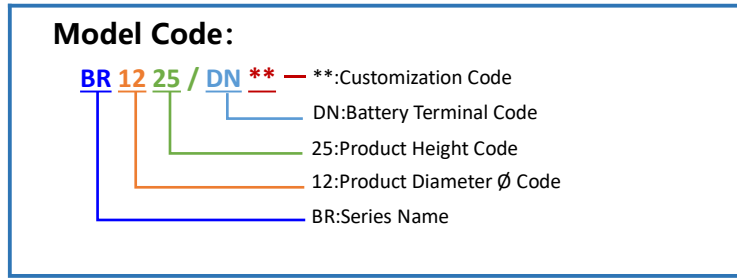 Model Code:
BR 12 25 / DN ** — **:Customization Code
DN:Battery Terminal Code
25:Product Height Code
12:Product Diameter Ø Code
BR:Series Name